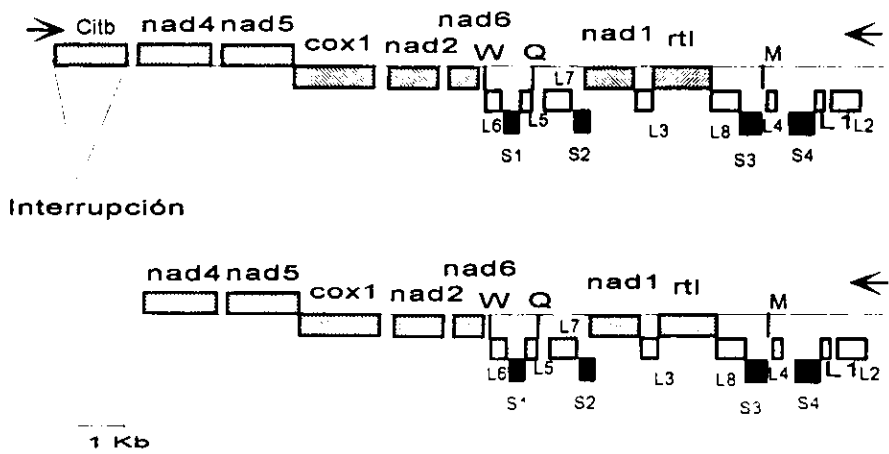 nad6
Citb nad4 nad5 cox1 nad2 W Q nad1 rtl M
L7
L6 L5 L3 L8 L4 L1 L2
S1 S2 S3 S4
Interrupción
nad6
nad4 nad5 cox1 nad2 W Q nad1 rtl M
L7
L6 L5 L3 L8 L4 L1 L2
S1 S2 S3 S4
1 Kb